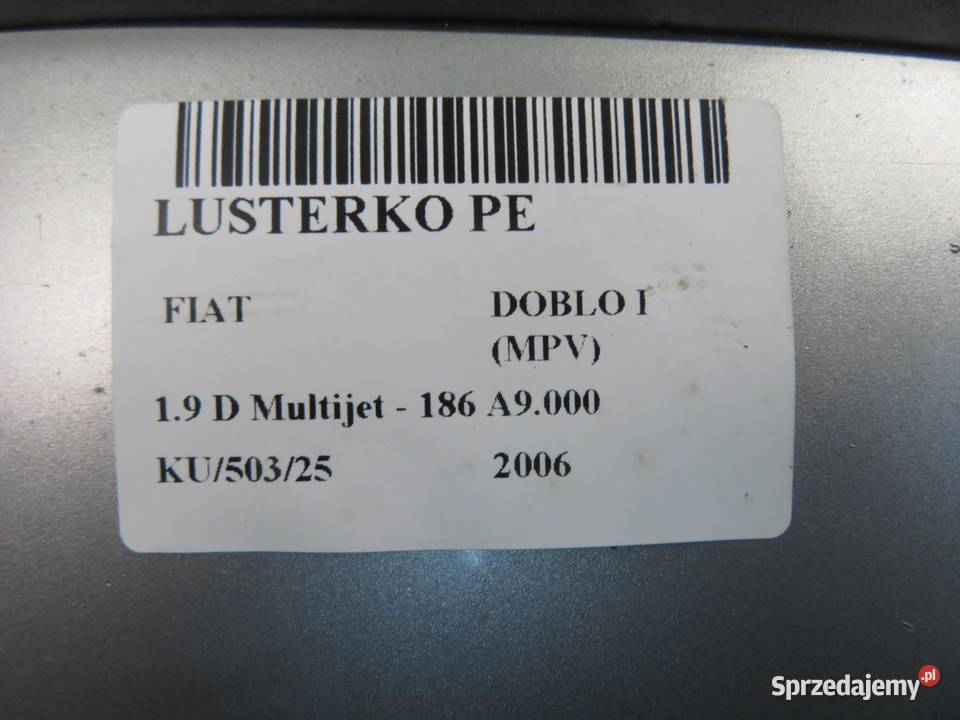 LUSTERKO PE
FIAT DOBLO I
(MPV)
1.9 D Multijet - 186 A9.000
KU/503/25 2006
Sprzedajemy.pl